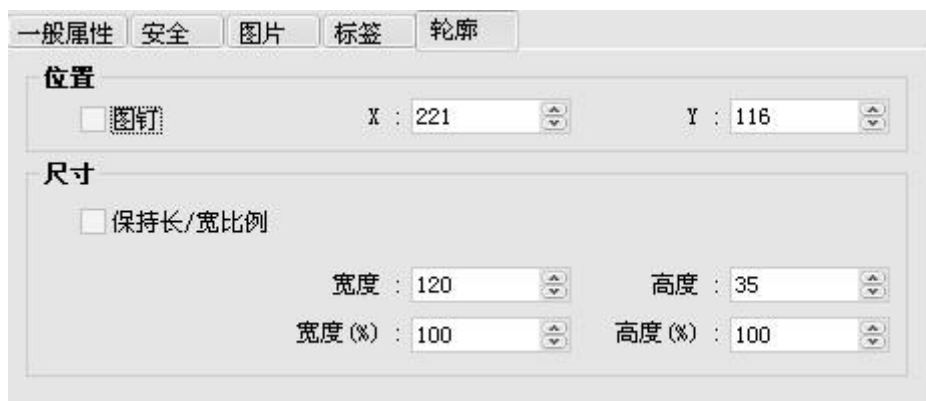 一般属性 安全 图片 标签 轮廓
位置
图钉 X : 221 Y : 116
尺寸
保持长/宽比例
宽度 : 120 高度 : 35
宽度(%) : 100 高度(%) : 100